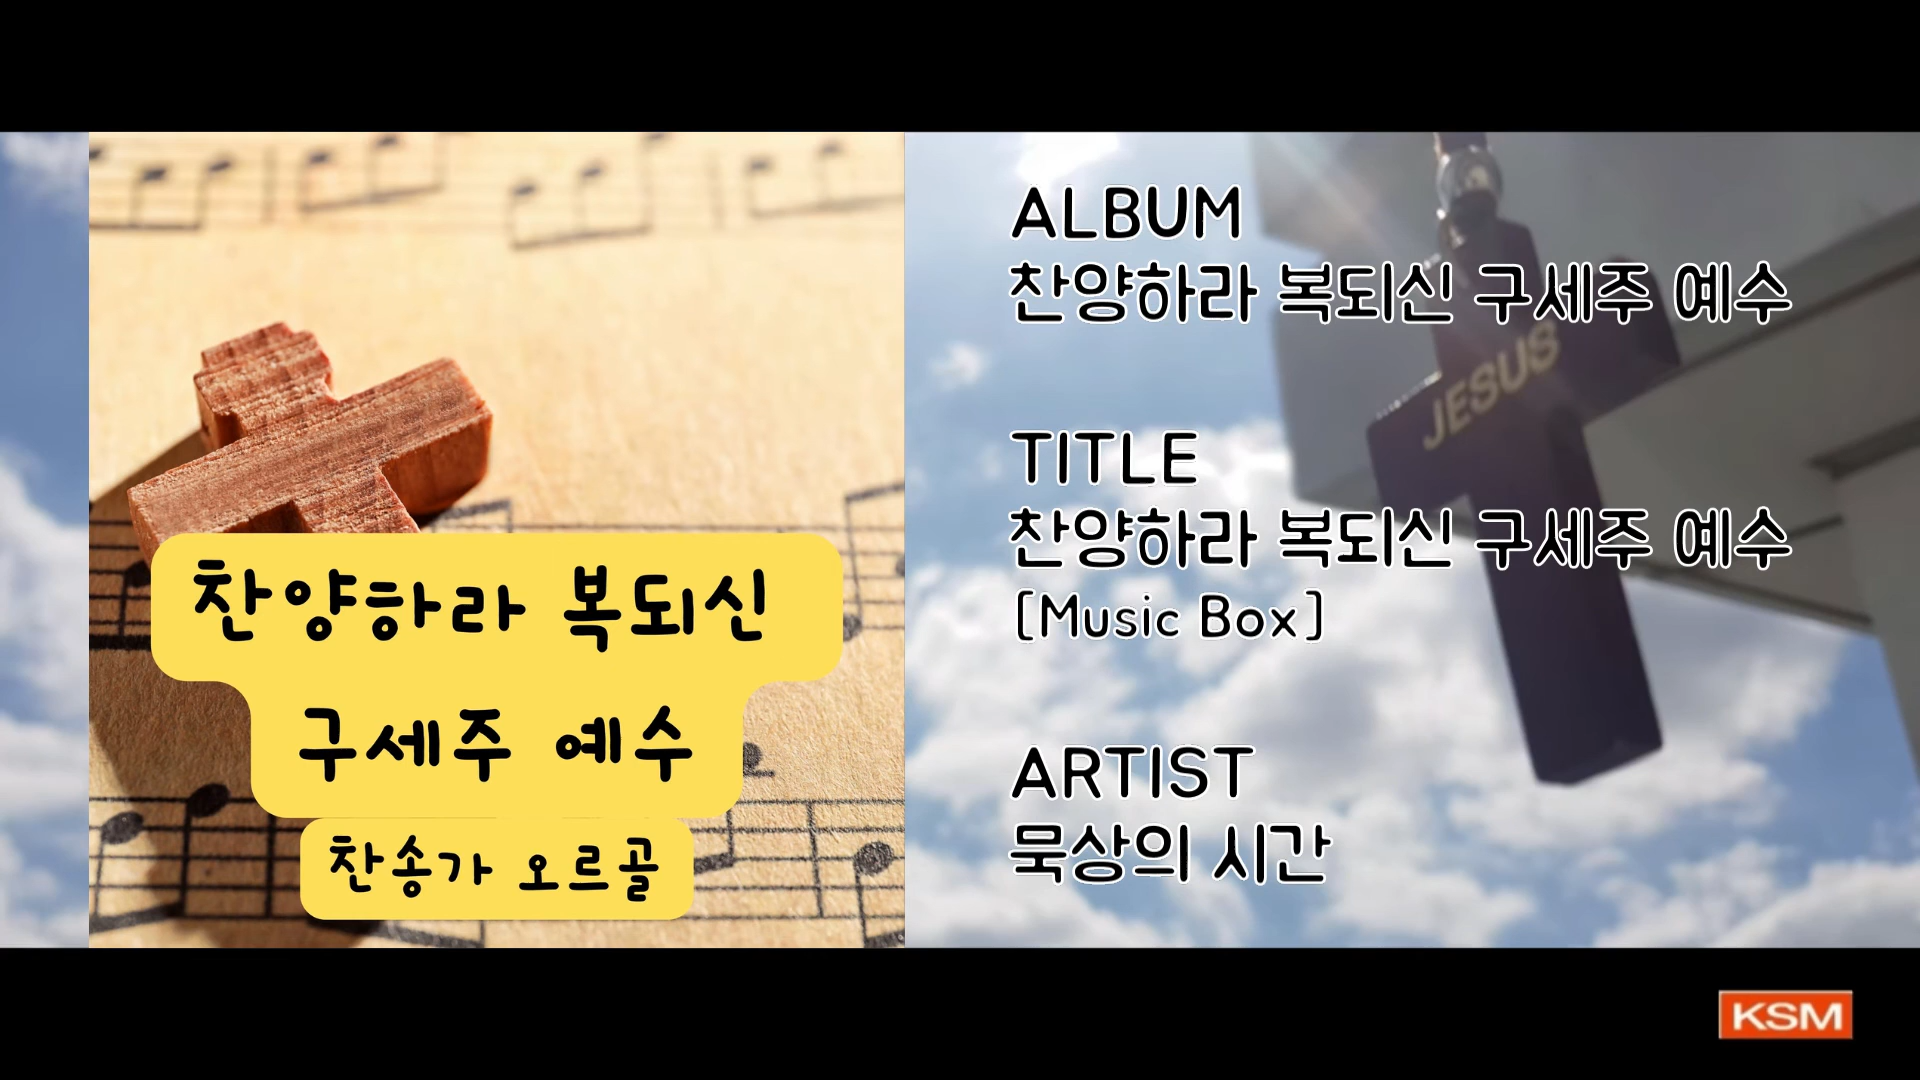 찬양하라 복되신
구세주 예수
찬송가 오르골
ALBUM
찬양하라 복되신 구세주 예수
TITLE
찬양하라 복되신 구세주 예수
[Music Box]
ARTIST
묵상의 시간
JESUS
KSM